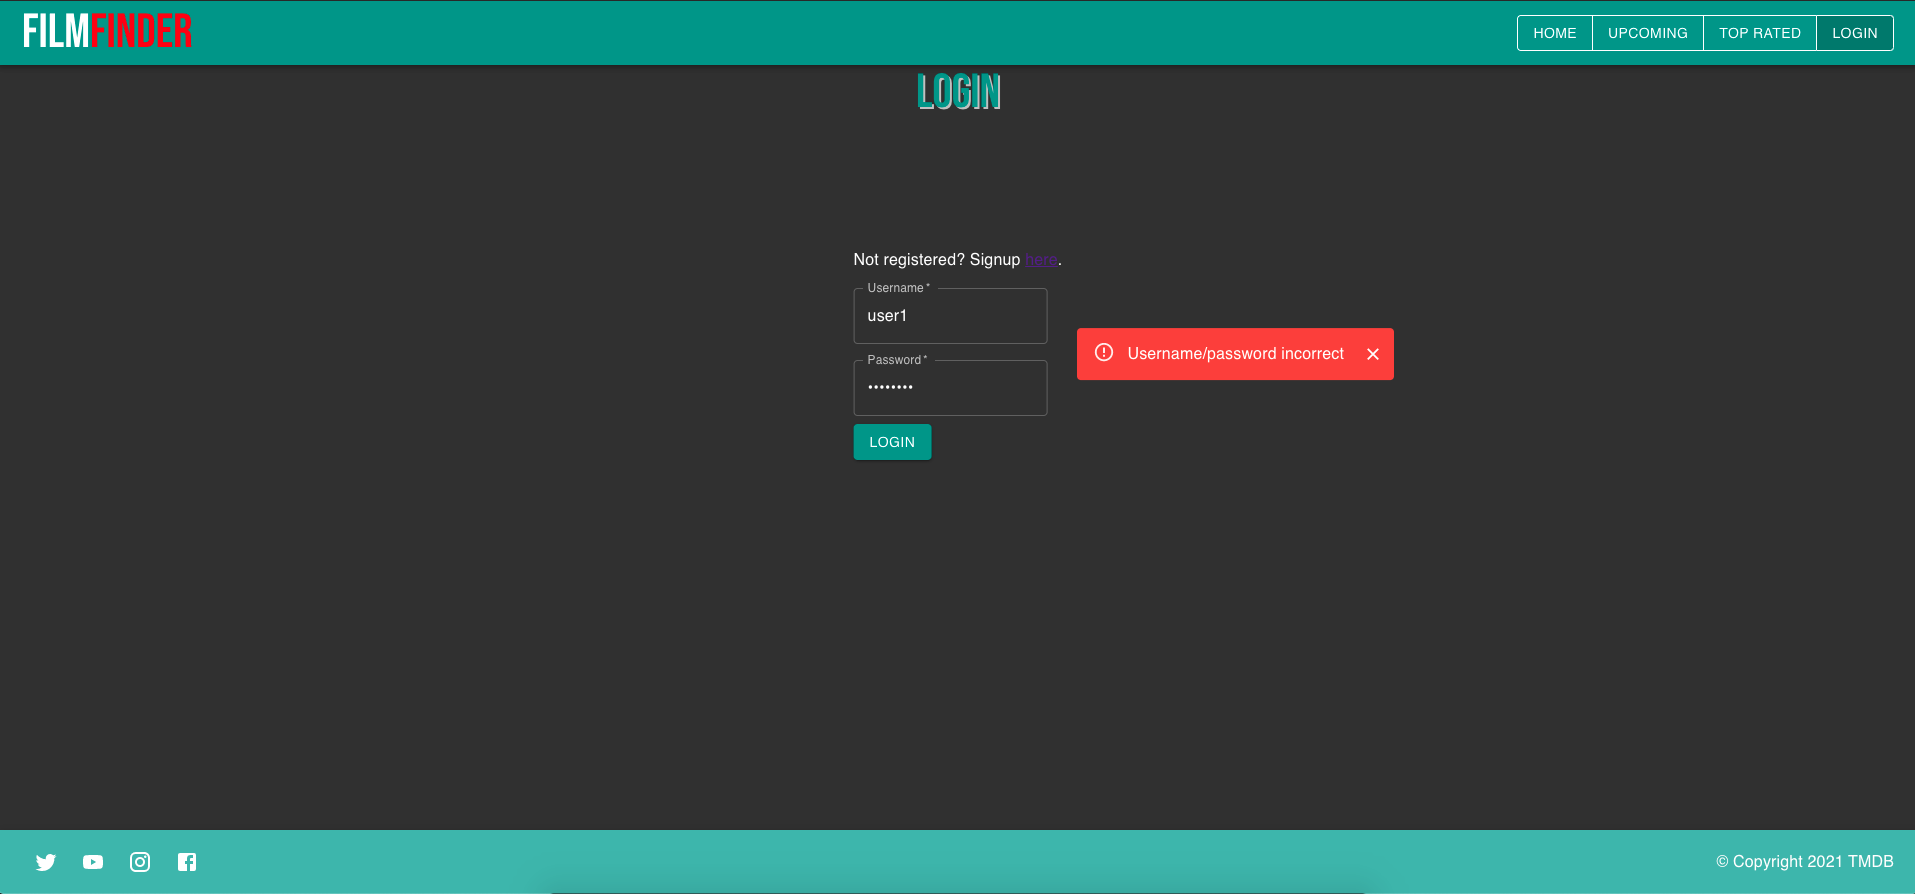 FILMFINDER
HOME UPCOMING TOP RATED LOGIN
LOGIN
Not registered? Signup here.
Username *
user1
Password *
••••••••
Username/password incorrect
LOGIN
© Copyright 2021 TMDB